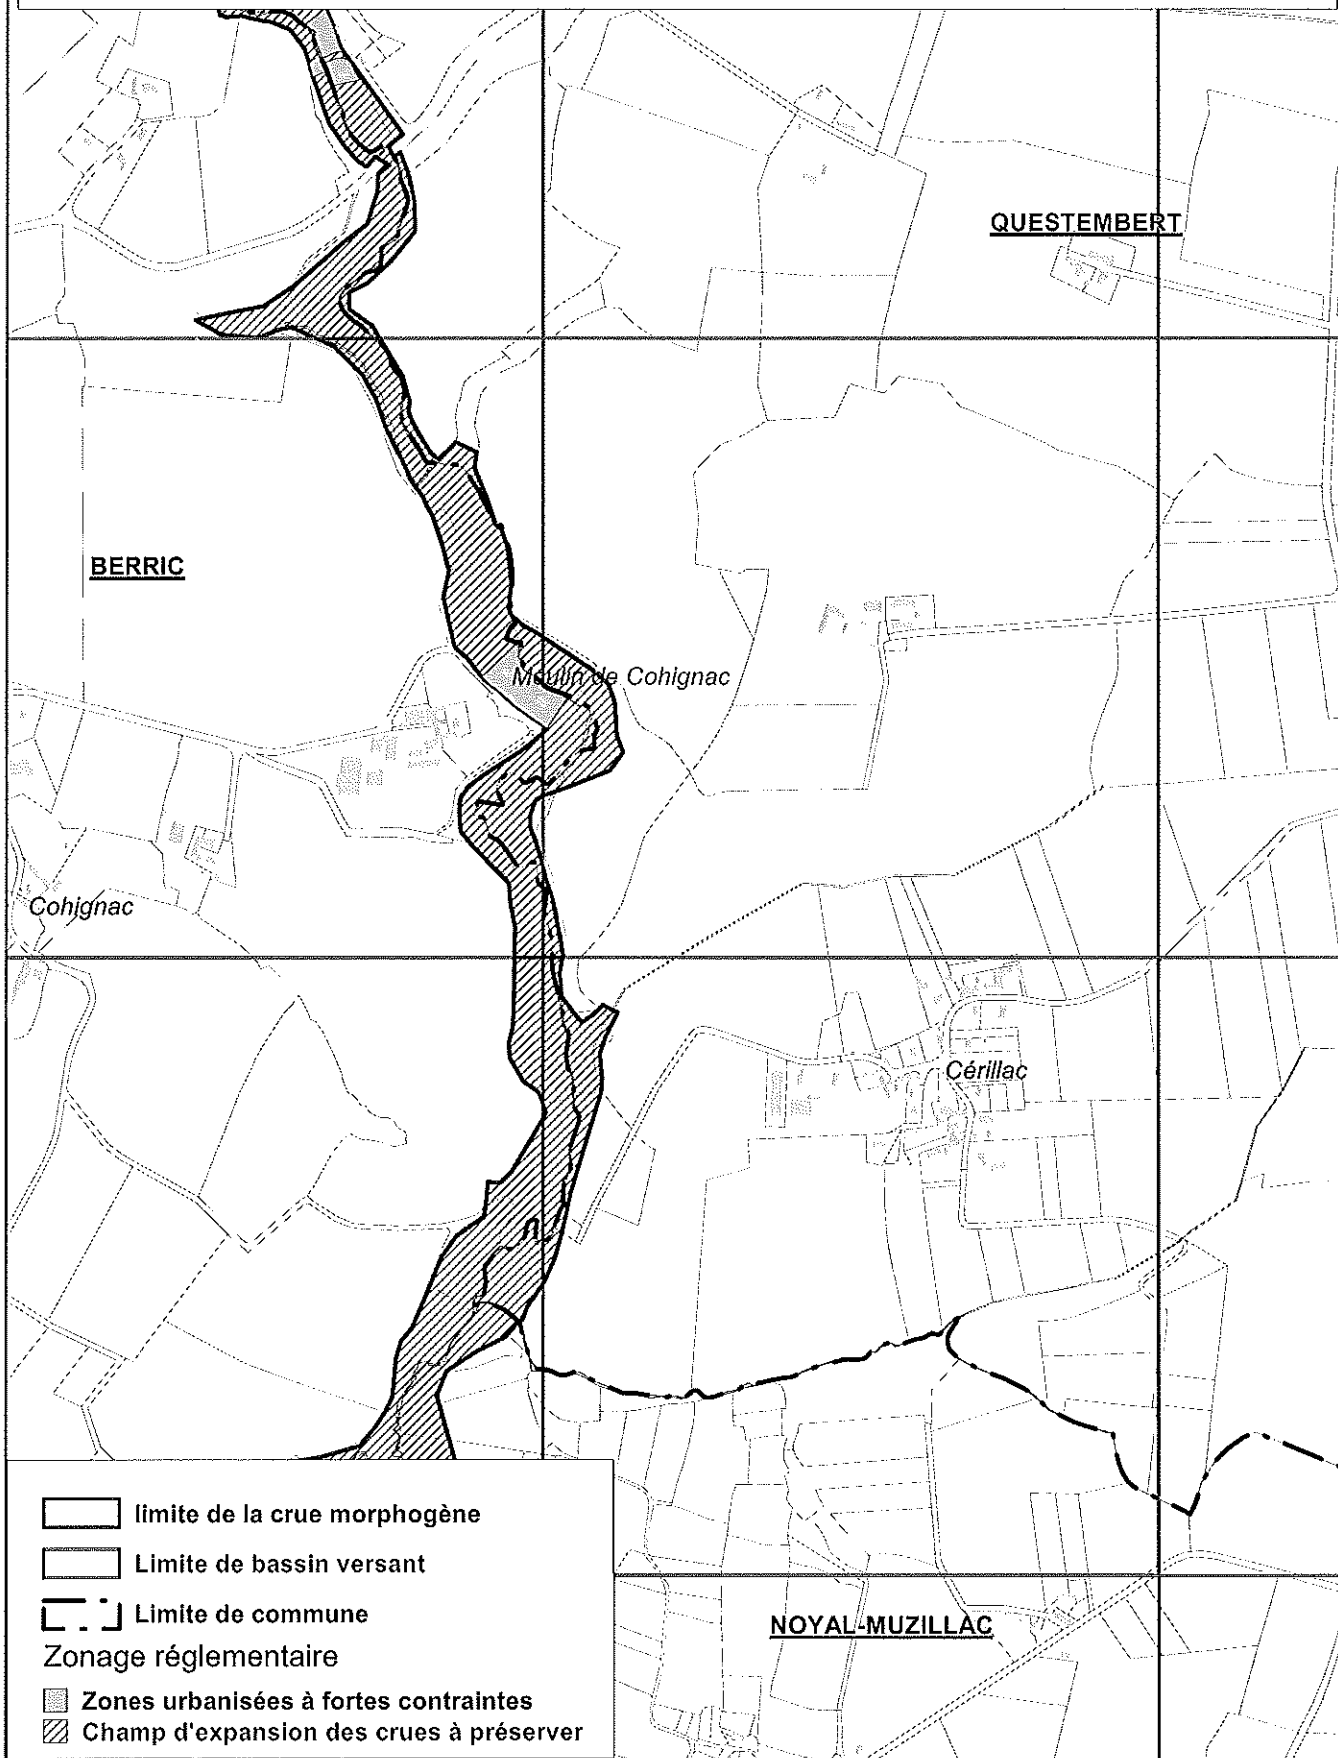 QUESTEMBERT
BERRIC
Moulin de Cohignac
Cohignac
Cérillac
limite de la crue morphogène
Limite de bassin versant
Limite de commune
Zonage réglementaire
Zones urbanisées à fortes contraintes
Champ d'expansion des crues à préserver
NOYAL-MUZILLAC